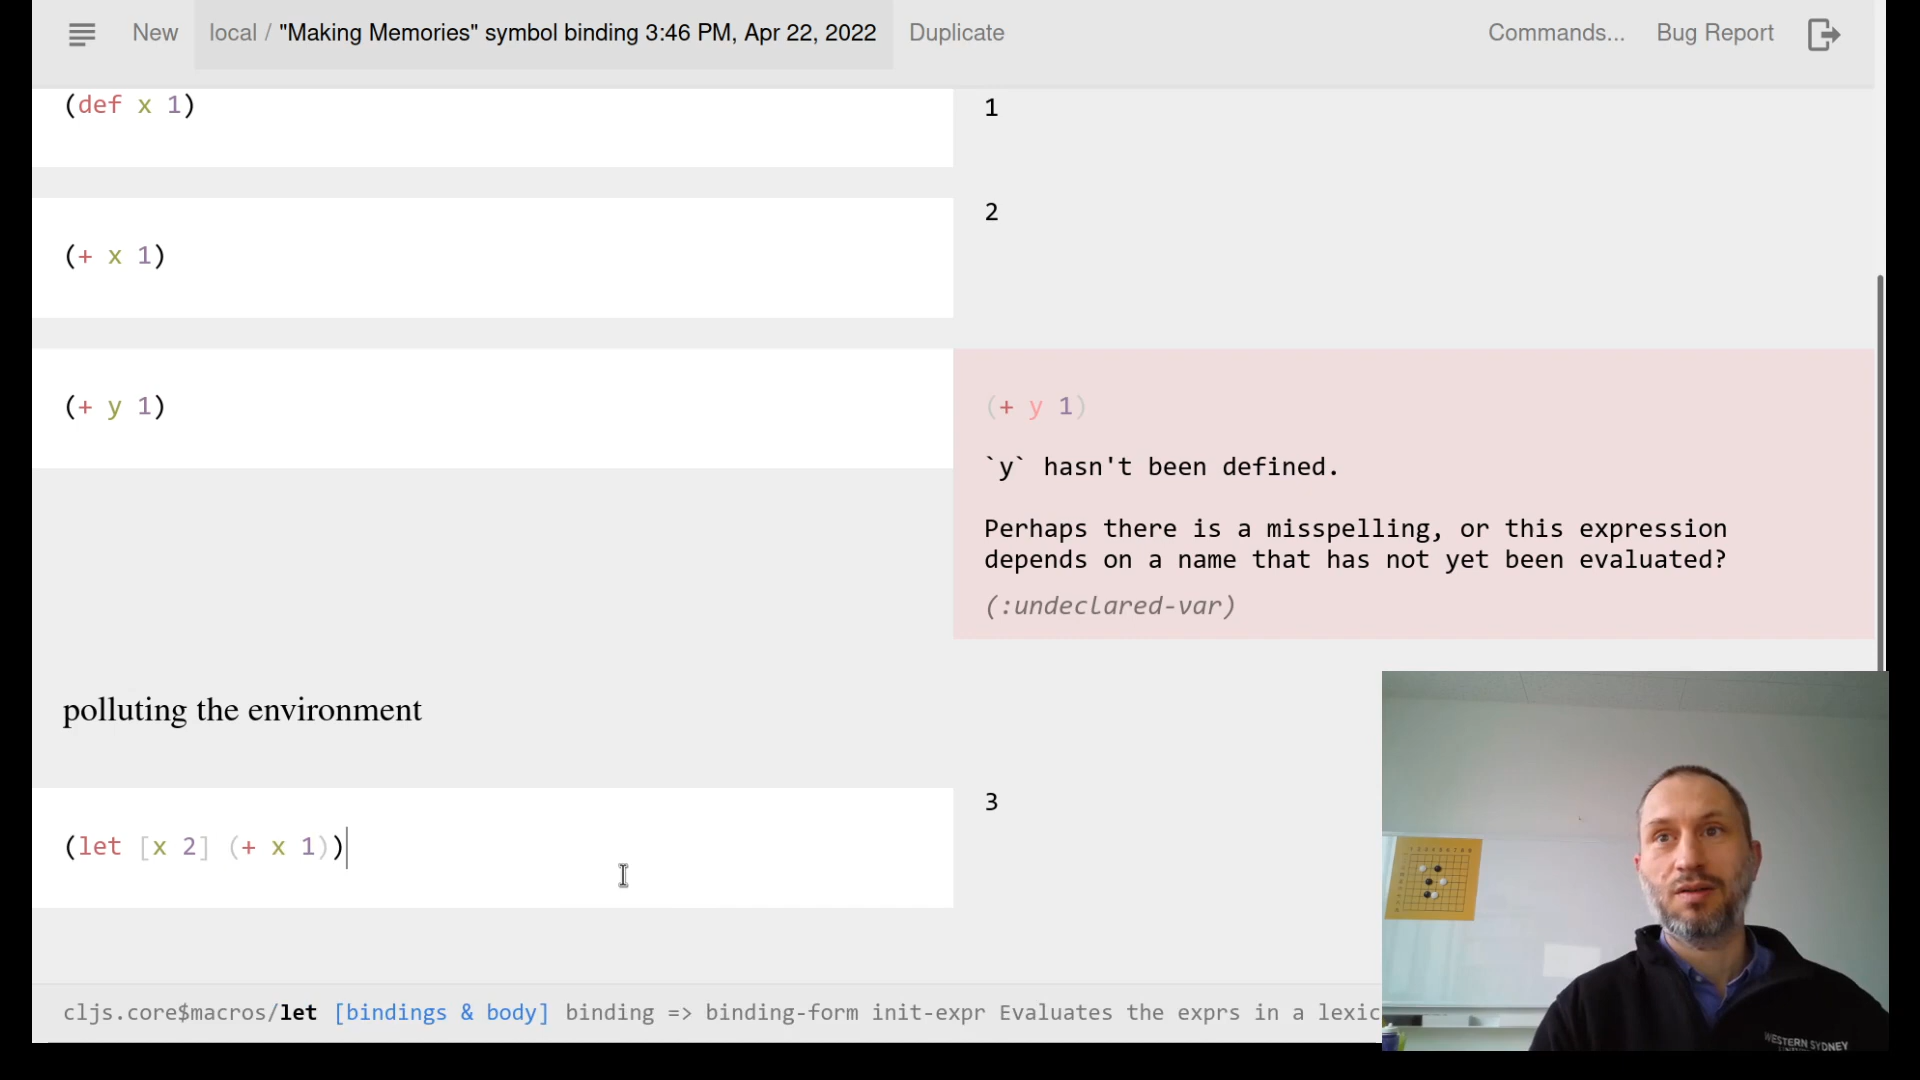 New local / "Making Memories" symbol binding 3:46 PM, Apr 22, 2022 Duplicate Commands... Bug Report
(def x 1)
1
(+ x 1)
2
(+ y 1)
(+ y 1)
`y` hasn't been defined.
Perhaps there is a misspelling, or this expression
depends on a name that has not yet been evaluated?
(:undeclared-var)
polluting the environment
(let [x 2] (+ x 1))
3
cljs.core$macros/let [bindings & body] binding => binding-form init-expr Evaluates the exprs in a lexic
WESTERN SYDNEY